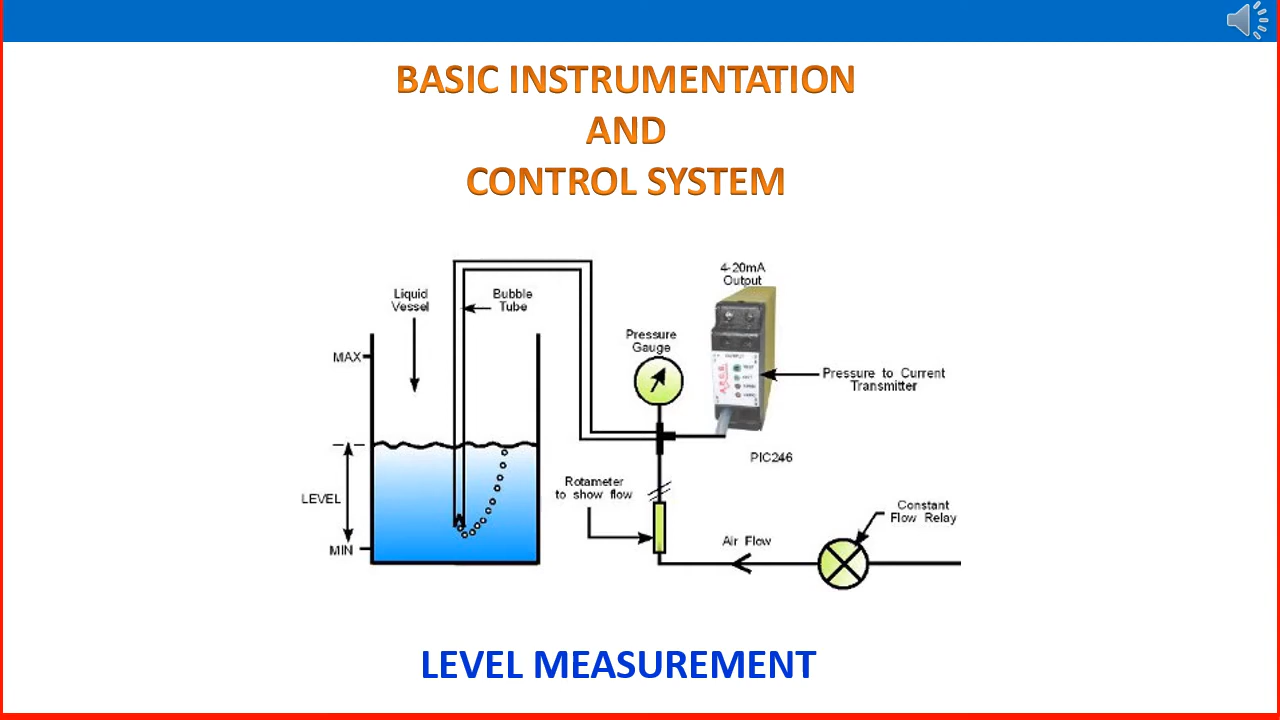 BASIC INSTRUMENTATION
AND
CONTROL SYSTEM
4-20mA
Output
Liquid
Vessel
Bubble
Tube
Pressure
Gauge
MAX
Pressure to Current
Transmitter
PIC246
LEVEL
Rotameter
to show flow
Constant
Flow Relay
Air Flow
MIN
LEVEL MEASUREMENT